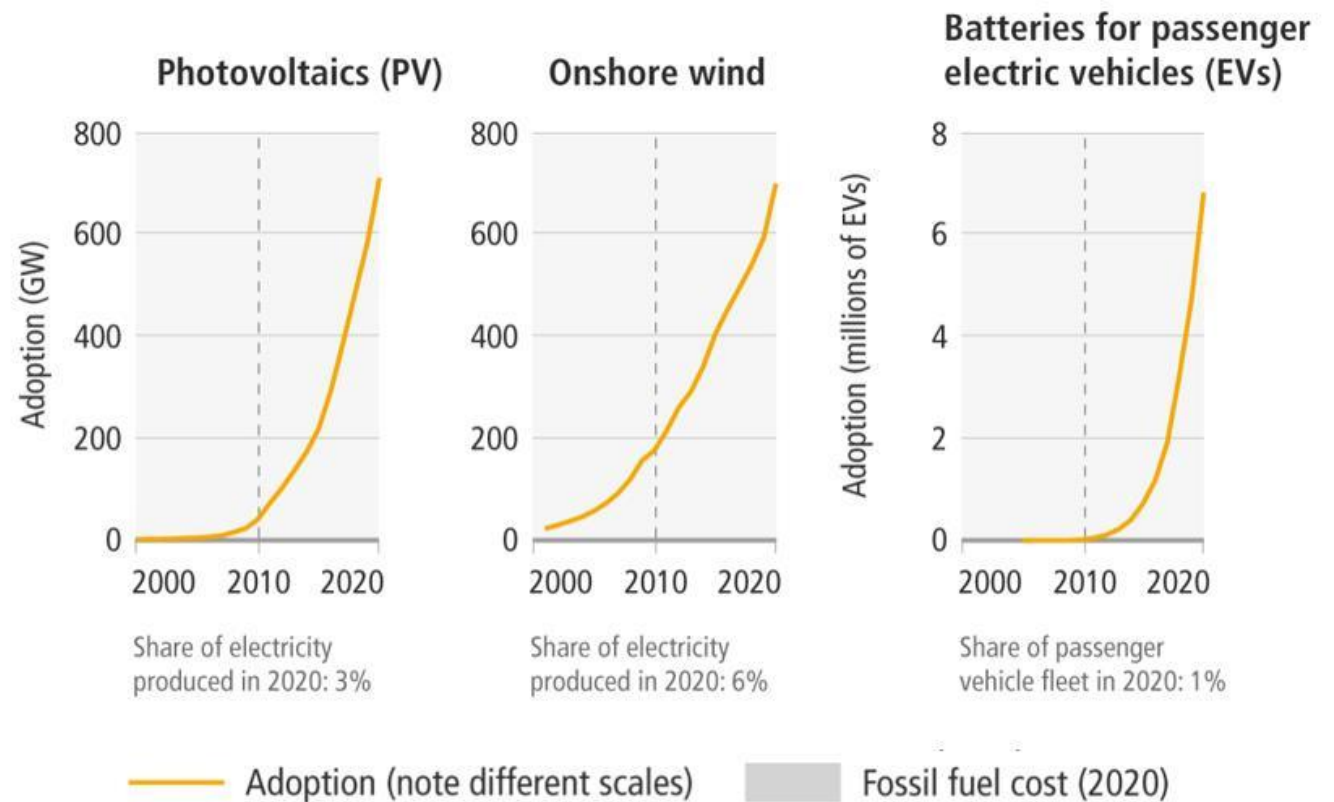 Photovoltaics (PV)
Onshore wind
Batteries for passenger
electric vehicles (EVs)
Adoption (GW)
800
600
400
200
0
2000 2010 2020
Share of electricity
produced in 2020: 3%
800
600
400
200
0
2000 2010 2020
Share of electricity
produced in 2020: 6%
Adoption (millions of EVs)
8
6
4
2
0
2000 2010 2020
Share of passenger
vehicle fleet in 2020: 1%
Adoption (note different scales)
Fossil fuel cost (2020)